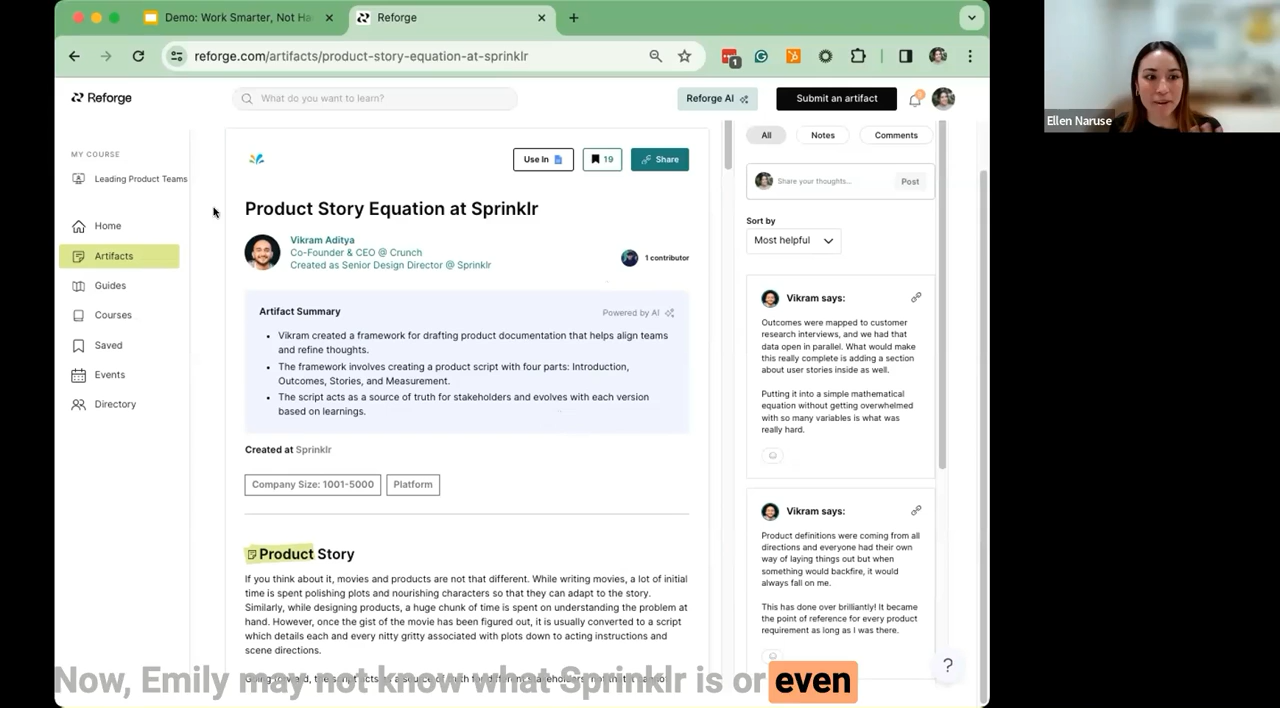 Demo: Work Smarter, Not Ha
Reforge
reforge.com/artifacts/product-story-equation-at-sprinklr
1
Reforge
What do you want to learn?
Reforge AI
Submit an artifact
MY COURSE
Leading Product Teams
Home
Artifacts
Guides
Courses
Saved
Events
Directory
Use In
19
Share
Product Story Equation at Sprinklr
Vikram Aditya
Co-Founder & CEO @ Crunch
Created as Senior Design Director @ Sprinklr
1 contributor
Artifact Summary
Powered by AI
• Vikram created a framework for drafting product documentation that helps align teams
and refine thoughts.
• The framework involves creating a product script with four parts: Introduction,
Outcomes, Stories, and Measurement.
• The script acts as a source of truth for stakeholders and evolves with each version
based on learnings.
Created at Sprinklr
Company Size: 1001-5000
Platform
Product Story
If you think about it, movies and products are not that different. While writing movies, a lot of initial
time is spent polishing plots and nourishing characters so that they can adapt to the story.
Similarly, while designing products, a huge chunk of time is spent on understanding the problem at
hand. However, once the gist of the movie has been figured out, it is usually converted to a script
which details each and every nitty gritty associated with plots down to acting instructions and
scene directions.
All
Notes
Comments
Share your thoughts...
Post
Sort by
Most helpful
Vikram says:
Outcomes were mapped to customer
research interviews, and we had that
data open in parallel. What would make
this really complete is adding a section
about user stories inside as well.
Putting it into a simple mathematical
equation without getting overwhelmed
with so many variables is what was
really hard.
Vikram says:
Product definitions were coming from all
directions and everyone had their own
way of laying things out but when
something would backfire, it would
always fall on me.
This has done over brilliantly! It became
the point of reference for every product
requirement as long as I was there.
?
Ellen Naruse
Now, Emily may not know what Sprinklr is or even